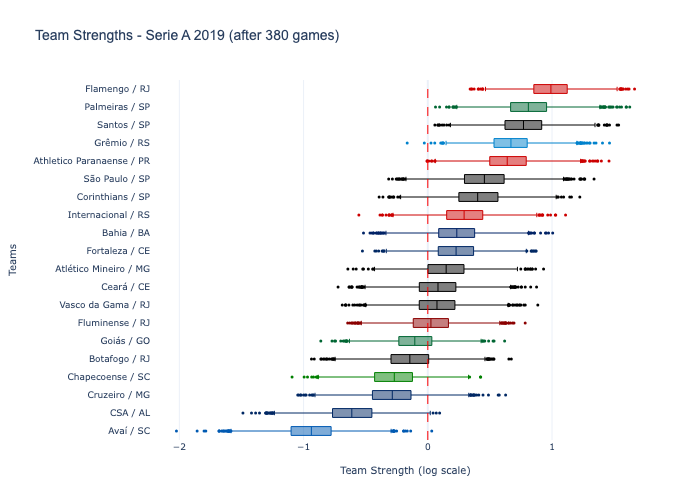 Team Strengths - Serie A 2019 (after 380 games)
Flamengo / RJ
Palmeiras / SP
Santos / SP
Grêmio / RS
Athletico Paranaense / PR
São Paulo / SP
Corinthians / SP
Internacional / RS
Bahia / BA
Fortaleza / CE
Atlético Mineiro / MG
Ceará / CE
Vasco da Gama / RJ
Fluminense / RJ
Goiás / GO
Botafogo / RJ
Chapecoense / SC
Cruzeiro / MG
CSA / AL
Avaí / SC
Teams
−2 −1 0 1
Team Strength (log scale)